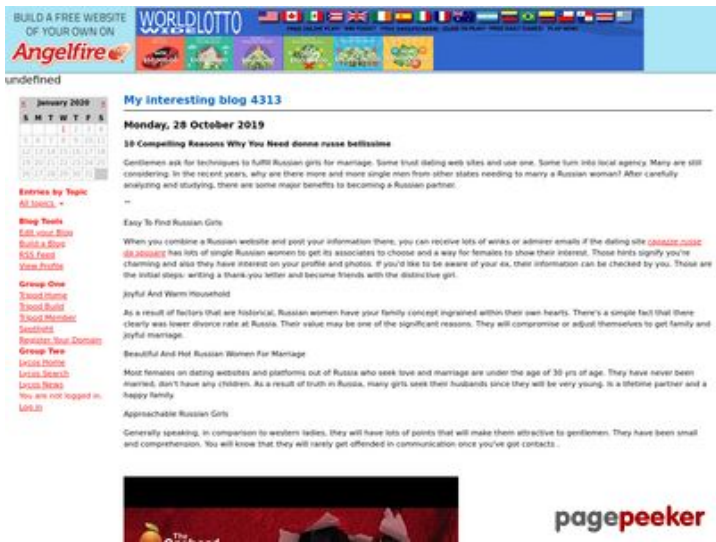 BUILD A FREE WEBSITE
OF YOUR OWN ON
Angelfire
WORLD LOTTO
WIDE
undefined
January 2020
S M T W T F S
Entries by Topic
All topics
Blog Tools
Edit your Blog
Build a Blog
RSS Feed
View Profile
Group One
Tripod Home
Tripod Build
Tripod Member
Spotlight
Register Your Domain
Group Two
Lycos Home
Lycos Search
Lycos News
You are not logged in.
Log in
My interesting blog 4313
Monday, 28 October 2019
10 Compelling Reasons Why You Need donne russe bellissime
Gentlemen ask for techniques to fulfill Russian girls for marriage. Some trust dating web sites and use one. Some turn into local agency. Many are still
considering. In the recent years, why are there more and more single men from other states needing to marry a Russian woman? After carefully
analyzing and studying, there are some major benefits to becoming a Russian partner.
Easy To Find Russian Girls
When you combine a Russian website and post your information there, you can receive lots of winks or admirer emails if the dating site ragazze russe
da sposare has lots of single Russian women to get its associates to choose and a way for females to show their interest. Those hints signify you're
charming and also they have interest on your profile and photos. If you'd like to be aware of your ex, their information can be checked by you. Those are
the initial steps: writing a thank-you letter and become friends with the distinctive girl.
Joyful And Warm Household
As a result of factors that are historical, Russian women have your family concept ingrained within their own hearts. There's a simple fact that there
clearly was lower divorce rate at Russia. Their value may be one of the significant reasons. They will compromise or adjust themselves to get family and
joyful marriage.
Beautiful And Hot Russian Women For Marriage
Most females on dating websites and platforms out of Russia who seek love and marriage are under the age of 30 yrs of age. They have never been
married, don't have any children. As a result of truth in Russia, many girls seek their husbands since they will be very young. Is a lifetime partner and a
happy family.
Approachable Russian Girls
Generally speaking, in comparison to western ladies, they will have lots of points that will make them attractive to gentlemen. They have been small
and comprehension. You will know that they will rarely get offended in communication once you've got contacts .
The
Orchard
pagepeeker